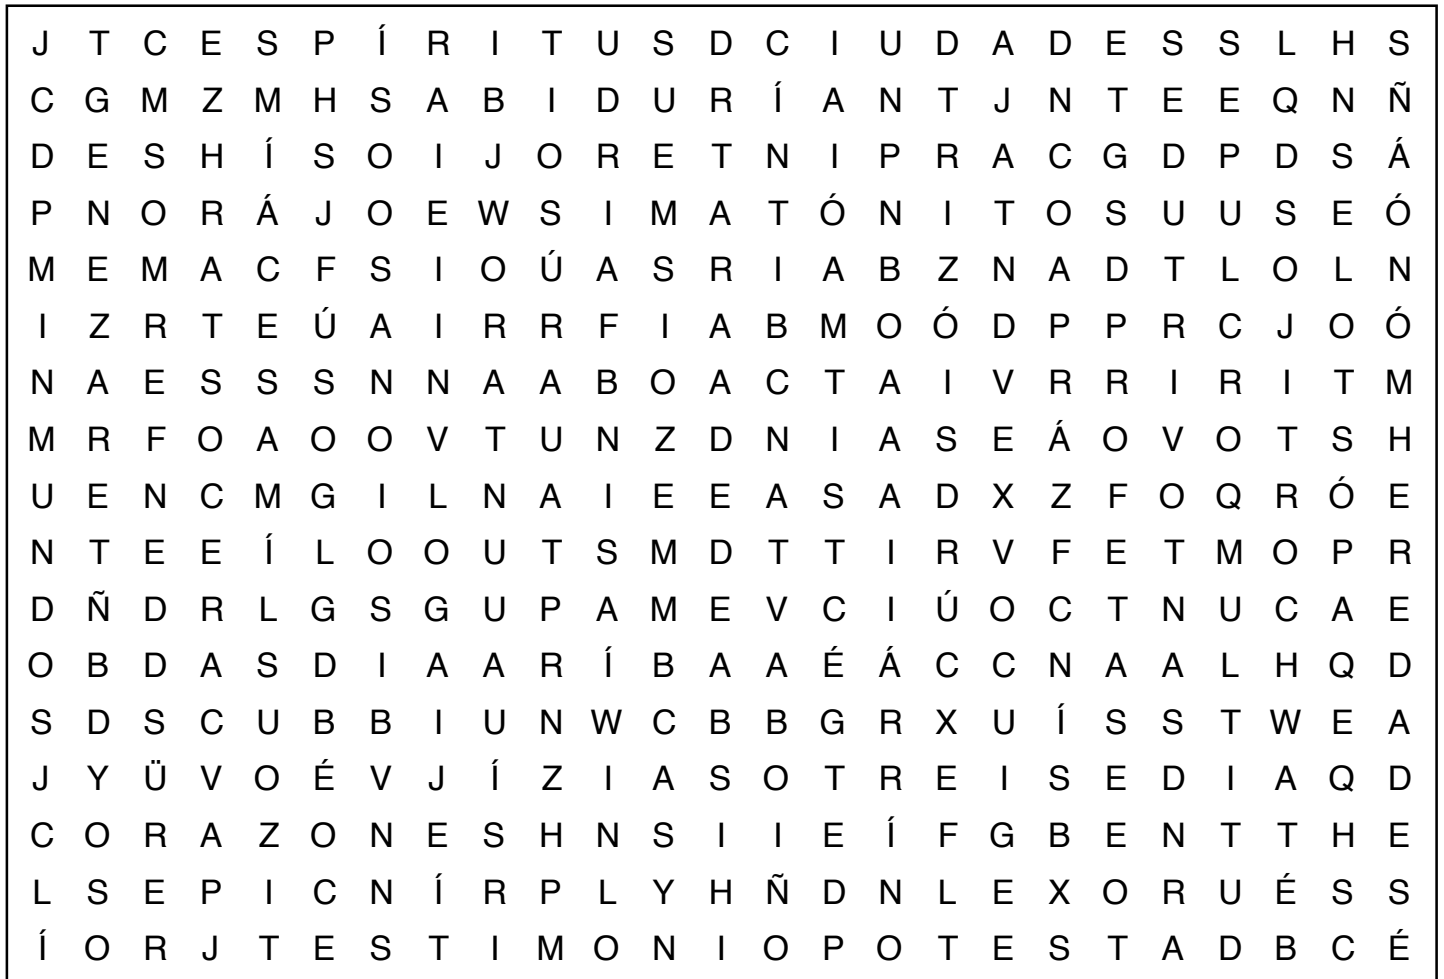 J T C E S P Í R I T U S D C I U D A D E S S L H S
C G M Z M H S A B I D U R Í A N T J N T E E Q N Ñ
D E S H Í S O I J O R E T N I P R A C G D P D S Á
P N O R Á J O E W S I M A T Ó N I T O S U U S E Ó
M E M A C F S I O Ú A S R I A B Z N A D T L O L N
I Z R T E Ú A I R R F I A B M O Ó D P P R C J O Ó
N A E S S S N N A A B O A C T A I V R R I R I T M
M R F O A O O V T U N Z D N I A S E Á O V O T S H
U E N C M G I L N A I E E A S A D X Z F O Q R Ó E
N T E E Í L O O U T S M D T T I R V F E T M O P R
D Ñ D R L G S G U P A M E V C I Ú O C T N U C A E
O B D A S D I A A R Í B A A É Á C C N A A L H Q D
S D S C U B B I U N W C B B G R X U Í S S T W E A
J Y Ü V O É V J Í Z I A S O T R E I S E D I A Q D
C O R A Z O N E S H N S I I E Í F G B E N T T H E
L S E P I C N Í R P L Y H Ñ D N L E X O R U É S S
Í O R J T E S T I M O N I O P O T E S T A D B C É